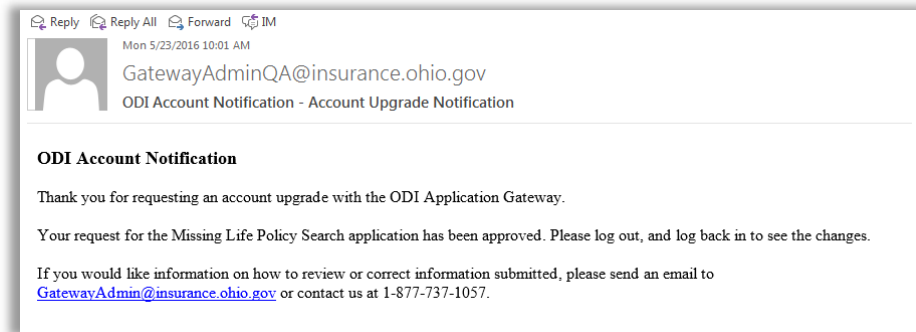 Reply Reply All Forward IM
Mon 5/23/2016 10:01 AM
GatewayAdminQA@insurance.ohio.gov
ODI Account Notification - Account Upgrade Notification
ODI Account Notification
Thank you for requesting an account upgrade with the ODI Application Gateway.
Your request for the Missing Life Policy Search application has been approved. Please log out, and log back in to see the changes.
If you would like information on how to review or correct information submitted, please send an email to
GatewayAdmin@insurance.ohio.gov or contact us at 1-877-737-1057.